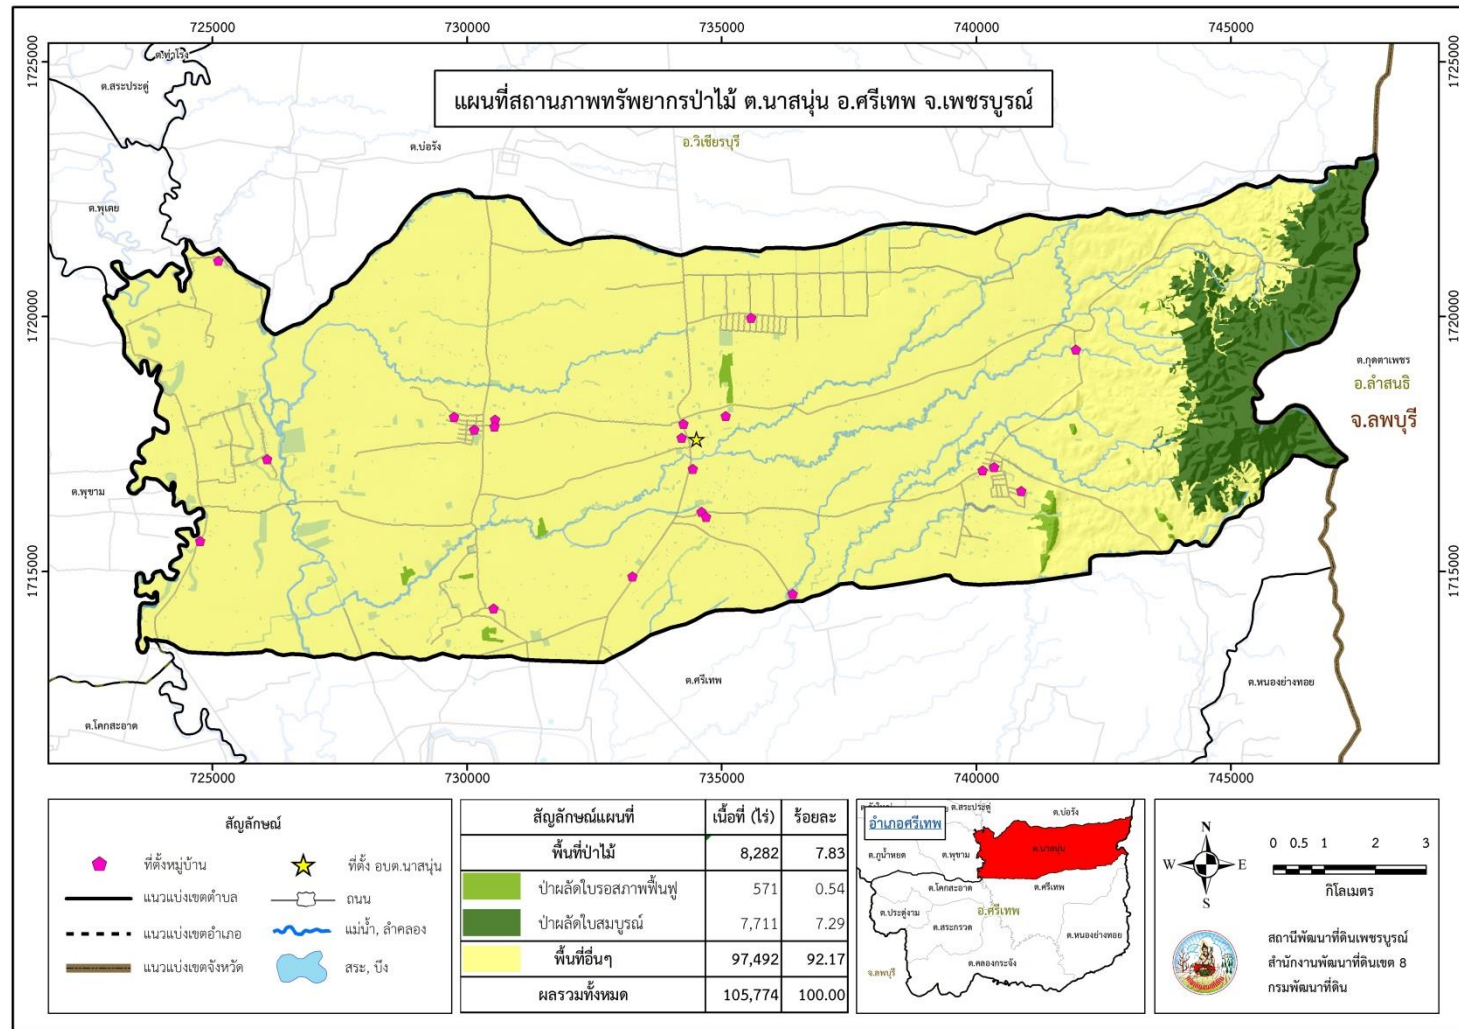 725000 730000 735000 740000 745000
1725000 1725000
1720000 1720000
1715000 1715000
725000 730000 735000 740000 745000
แผนที่สถานภาพทรัพยากรป่าไม้ ต.นาสนุ่น อ.ศรีเทพ จ.เพชรบูรณ์
ต.ท่าโรง
ต.สระประดู่
ต.บ่อรัง
อ.วิเชียรบุรี
ต.พุเตย
ต.กุดตาเพชร
อ.ลำสนธิ
จ.ลพบุรี
ต.พุขาม
ต.ศรีเทพ
ต.หนองย่างทอย
ต.โคกสะอาด
สัญลักษณ์
ที่ตั้งหมู่บ้าน
ที่ตั้ง อบต.นาสนุ่น
แนวแบ่งเขตตำบล
ถนน
แนวแบ่งเขตอำเภอ
แม่น้ำ, ลำคลอง
แนวแบ่งเขตจังหวัด
สระ, บึง
สัญลักษณ์แผนที่ เนื้อที่ (ไร่) ร้อยละ
พื้นที่ป่าไม้ 8,282 7.83
ป่าผลัดใบรอสภาพฟื้นฟู 571 0.54
ป่าผลัดใบสมบูรณ์ 7,711 7.29
พื้นที่อื่นๆ 97,492 92.17
ผลรวมทั้งหมด 105,774 100.00
อำเภอศรีเทพ
ต.สระประดู่
ต.บ่อรัง
ต.นาสนุ่น
ต.ภูน้ำหยด
ต.พุขาม
ต.โคกสะอาด
ต.ศรีเทพ
ต.ประดู่งาม
อ.ศรีเทพ
ต.สระกรวด
ต.หนองย่างทอย
ต.คลองกระจัง
จ.ลพบุรี
N
W E
S
0 0.5 1 2 3
กิโลเมตร
สถานีพัฒนาที่ดินเพชรบูรณ์
สำนักงานพัฒนาที่ดินเขต 8
กรมพัฒนาที่ดิน